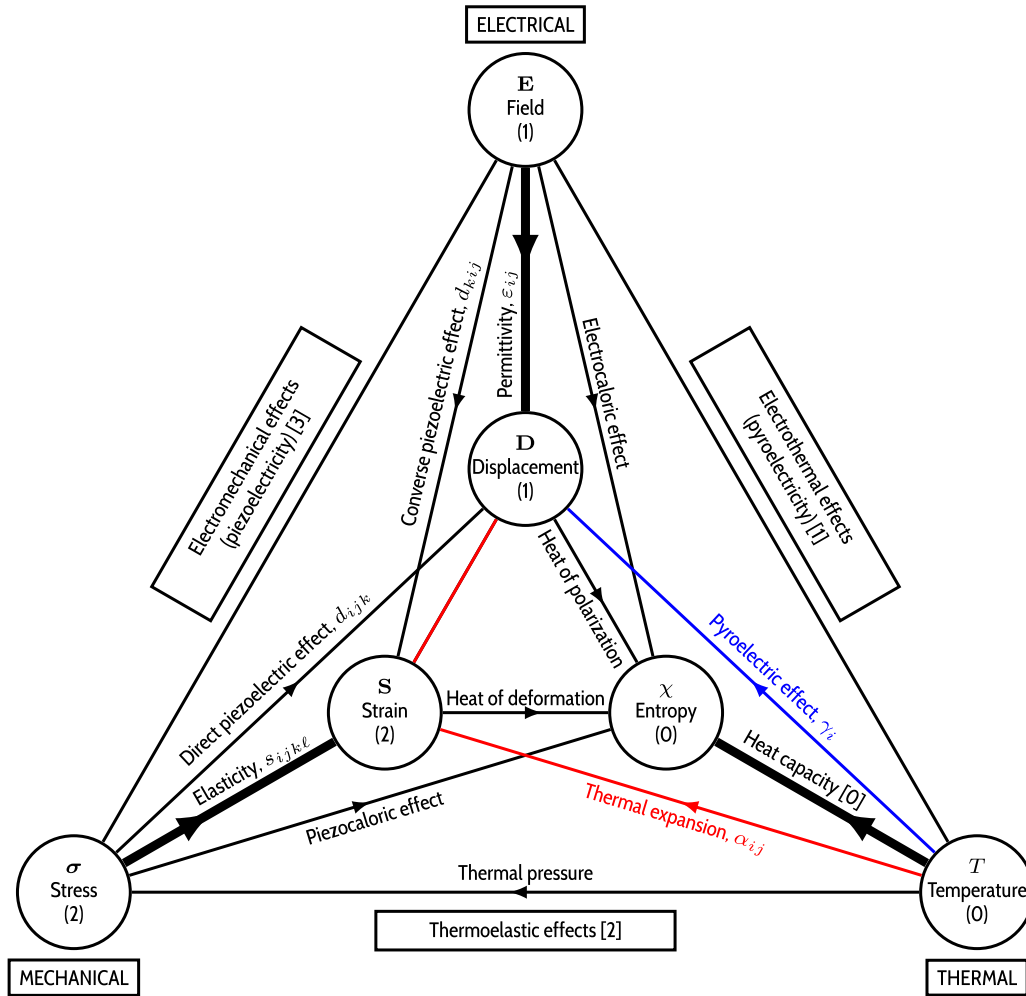 ELECTRICAL
E
Field
(1)
Converse piezoelectric effect, d_{kij}
Permittivity, ε_{ij}
Electrocaloric effect
Electromechanical effects
(piezoelectricity) [3]
Electrothermal effects
(pyroelectricity) [1]
D
Displacement
(1)
Heat of polarization
Direct piezoelectric effect, d_{ijk}
Pyroelectric effect, γ_i
S
Strain
(2)
Heat of deformation
χ
Entropy
(0)
Elasticity, s_{ijkℓ}
Piezocaloric effect
Thermal expansion, α_{ij}
Heat capacity [0]
σ
Stress
(2)
Thermal pressure
T
Temperature
(0)
Thermoelastic effects [2]
MECHANICAL
THERMAL